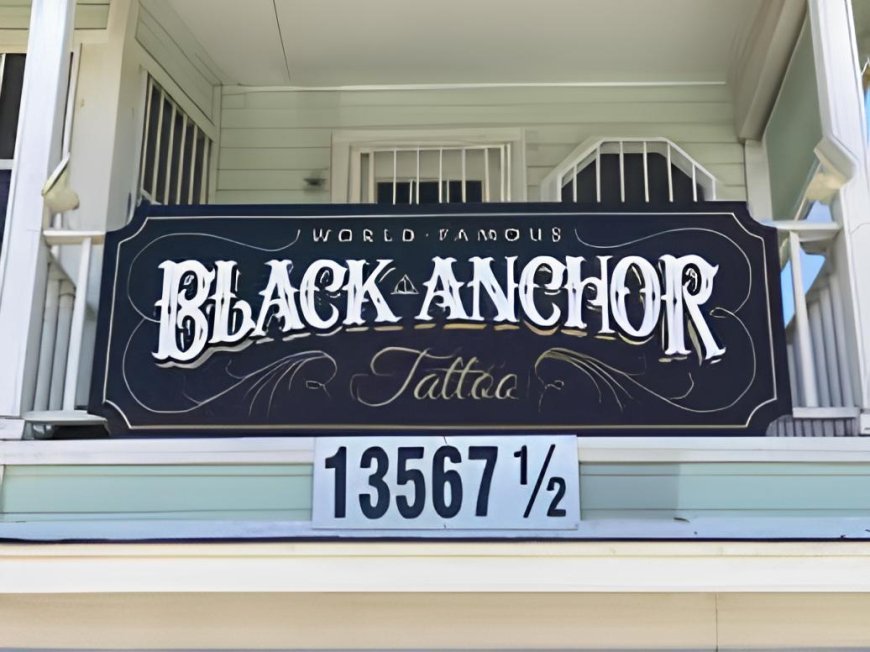 WORLD·FAMOUS
BLACK ANCHOR
Tattoo
13567 1/2